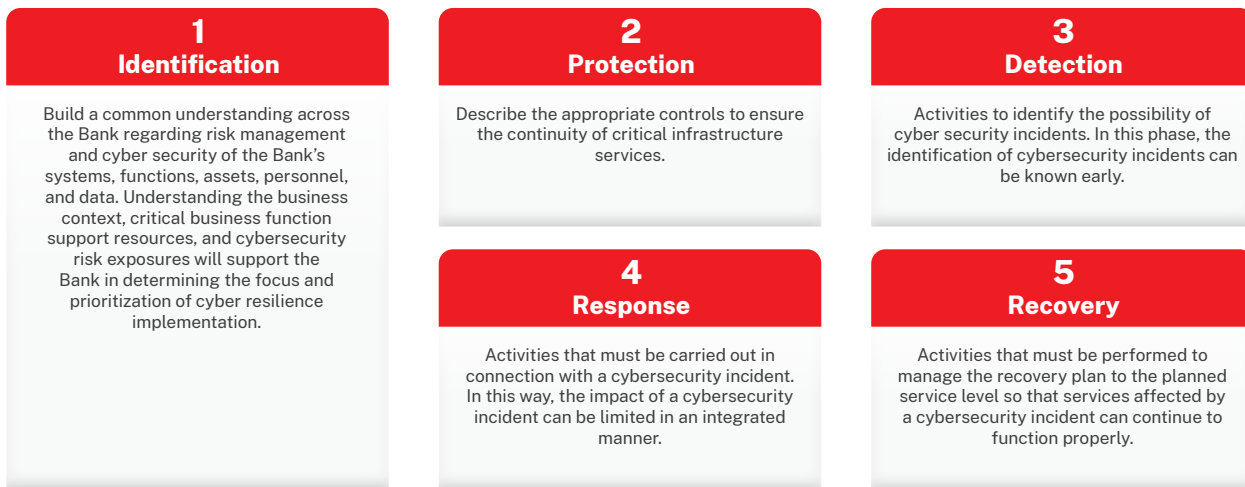 1
Identification
Build a common understanding across
the Bank regarding risk management
and cyber security of the Bank's
systems, functions, assets, personnel,
and data. Understanding the business
context, critical business function
support resources, and cybersecurity
risk exposures will support the
Bank in determining the focus and
prioritization of cyber resilience
implementation.
2
Protection
Describe the appropriate controls to ensure
the continuity of critical infrastructure
services.
3
Detection
Activities to identify the possibility of
cyber security incidents. In this phase, the
identification of cybersecurity incidents can
be known early.
4
Response
Activities that must be carried out in
connection with a cybersecurity incident.
In this way, the impact of a cybersecurity
incident can be limited in an integrated
manner.
5
Recovery
Activities that must be performed to
manage the recovery plan to the planned
service level so that services affected by
a cybersecurity incident can continue to
function properly.